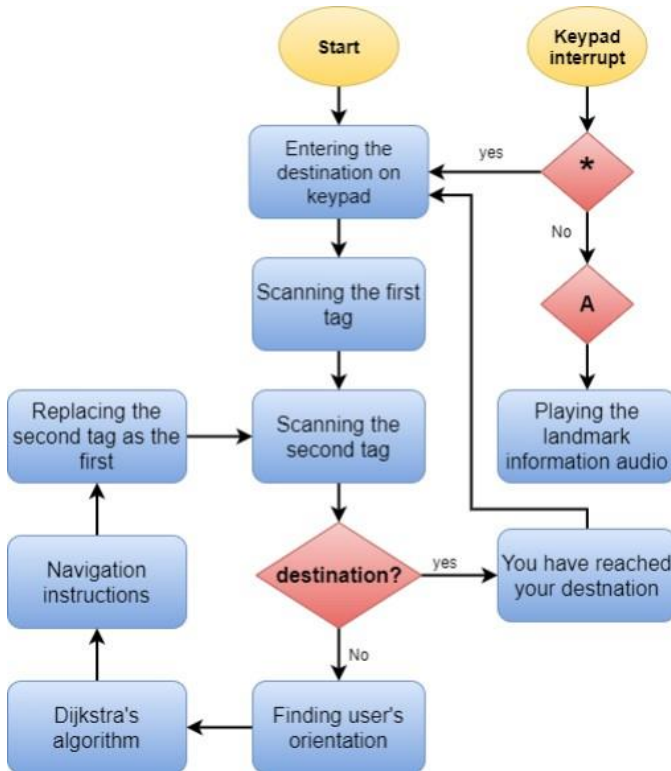 Start
Keypad
interrupt
Entering the
destination on
keypad
yes
*
No
Scanning the first
tag
A
Replacing the
second tag as the
first
Scanning the
second tag
Playing the
landmark
information audio
Navigation
instructions
destination?
yes
You have reached
your destnation
No
Dijkstra's
algorithm
Finding user's
orientation